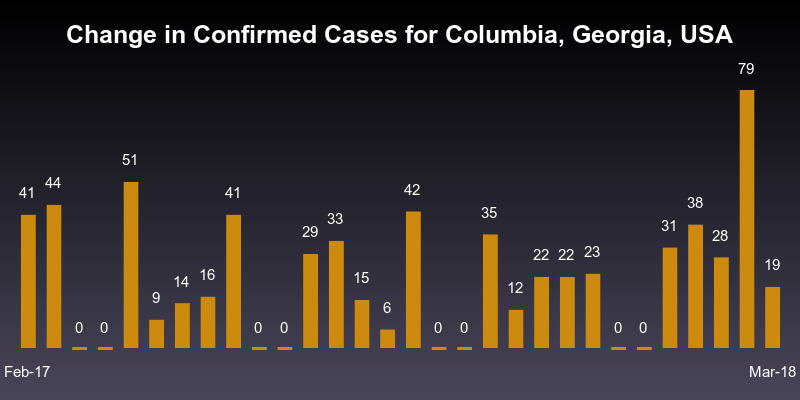 Change in Confirmed Cases for Columbia, Georgia, USA
41 44 0 0 51 9 14 16 41 0 0 29 33 15 6 42 0 0 35 12 22 22 23 0 0 31 38 28 79 19
Feb-17 Mar-18